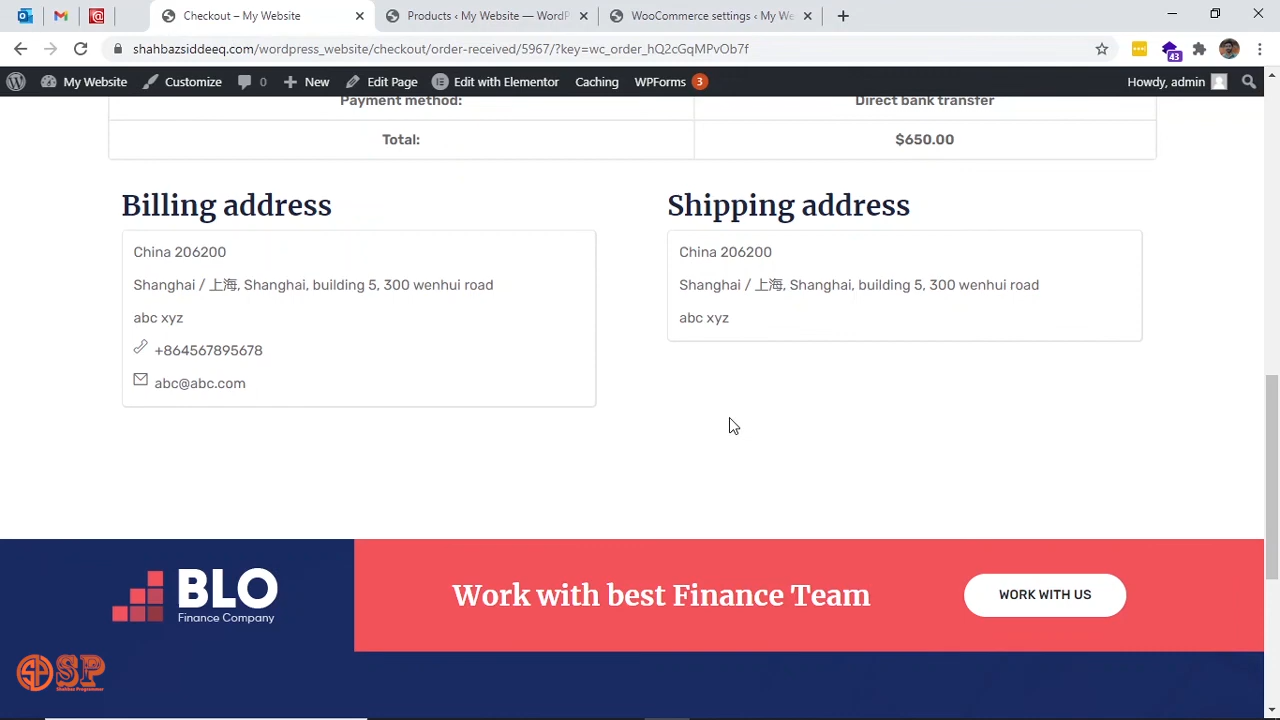 Checkout – My Website
Products ‹ My Website — WordP
WooCommerce settings ‹ My We
shahbazsiddeeq.com/wordpress_website/checkout/order-received/5967/?key=wc_order_hQ2cGqMPvOb7f
43
My Website
Customize
0
New
Edit Page
Edit with Elementor
Caching
WPForms 3
Howdy, admin
Payment method: Direct bank transfer
Total: $650.00
Billing address
China 206200
Shanghai / 上海, Shanghai, building 5, 300 wenhui road
abc xyz
+864567895678
abc@abc.com
Shipping address
China 206200
Shanghai / 上海, Shanghai, building 5, 300 wenhui road
abc xyz
BLO
Finance Company
Work with best Finance Team
WORK WITH US
SP
Shahbaz Programmer